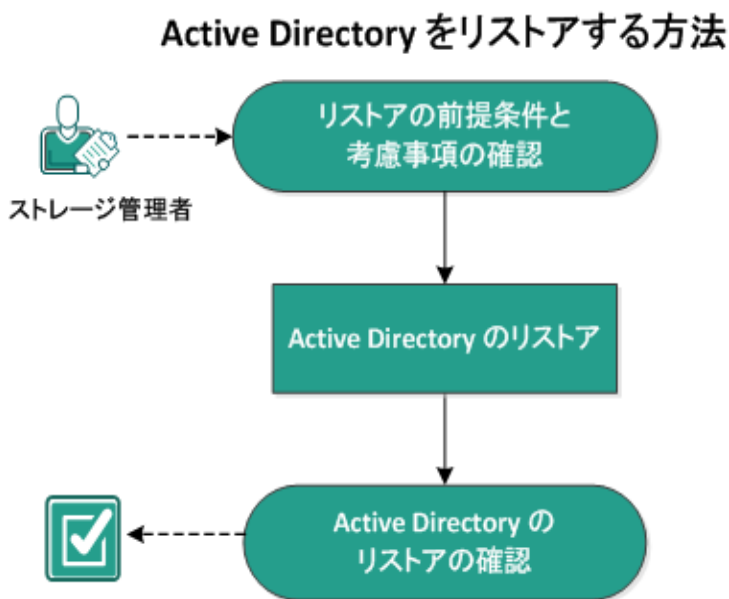 Active Directory をリストアする方法
リストアの前提条件と
考慮事項の確認
ストレージ管理者
Active Directory のリストア
Active Directory の
リストアの確認